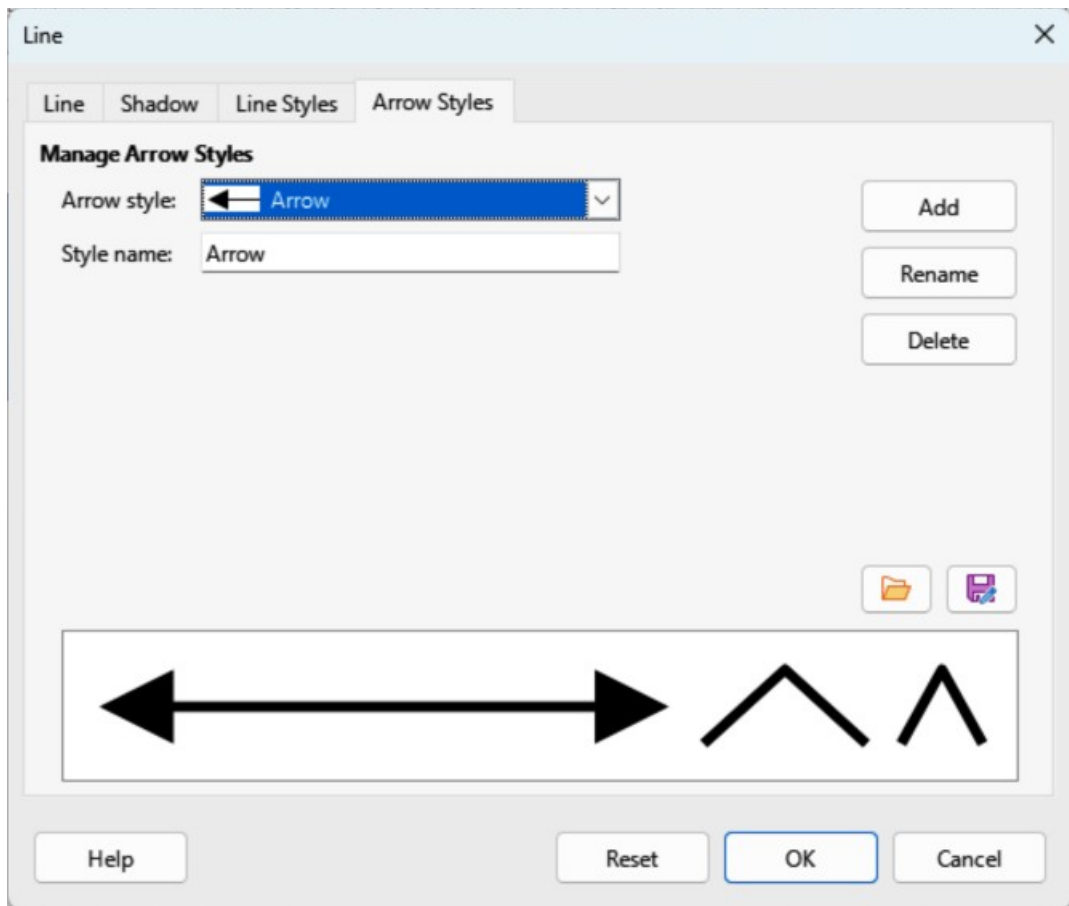 Line
Line Shadow Line Styles Arrow Styles
Manage Arrow Styles
Arrow style: Arrow Add
Style name: Arrow Rename
Delete
Help Reset OK Cancel